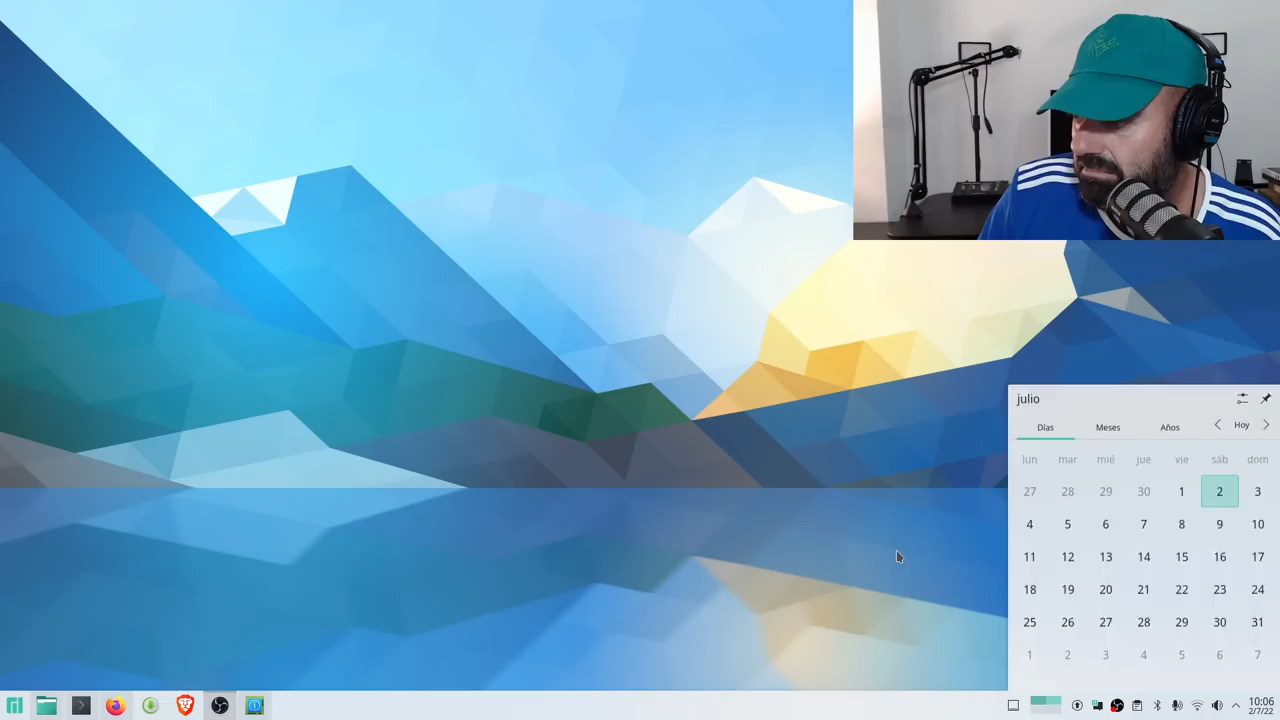 julio
Días Meses Años Hoy
lun mar mié jue vie sáb dom
27 28 29 30 1 2 3
4 5 6 7 8 9 10
11 12 13 14 15 16 17
18 19 20 21 22 23 24
25 26 27 28 29 30 31
1 2 3 4 5 6 7
10:06
2/7/22